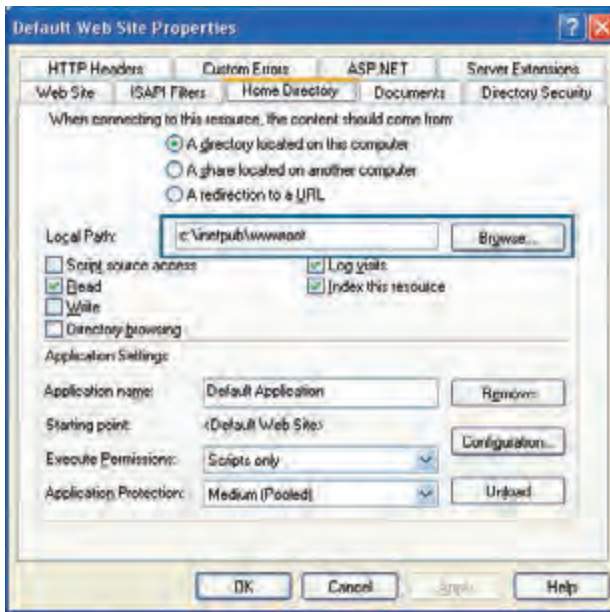 Default Web Site Properties
HTTP Headers Custom Errors ASP.NET Server Extensions
Web Site ISAPI Filters Home Directory Documents Directory Security
When connecting to this resource, the content should come from
A directory located on this computer
A share located on another computer
A redirection to a URL
Local Path: c:\inetpub\wwwroot Browse...
Script source access Log visits
Read Index this resource
Write
Directory browsing
Application Settings
Application name: Default Application Remove
Starting point: <Default Web Site>
Configuration...
Execute Permissions: Scripts only
Application Protection: Medium (Pooled) Unload
OK Cancel Apply Help